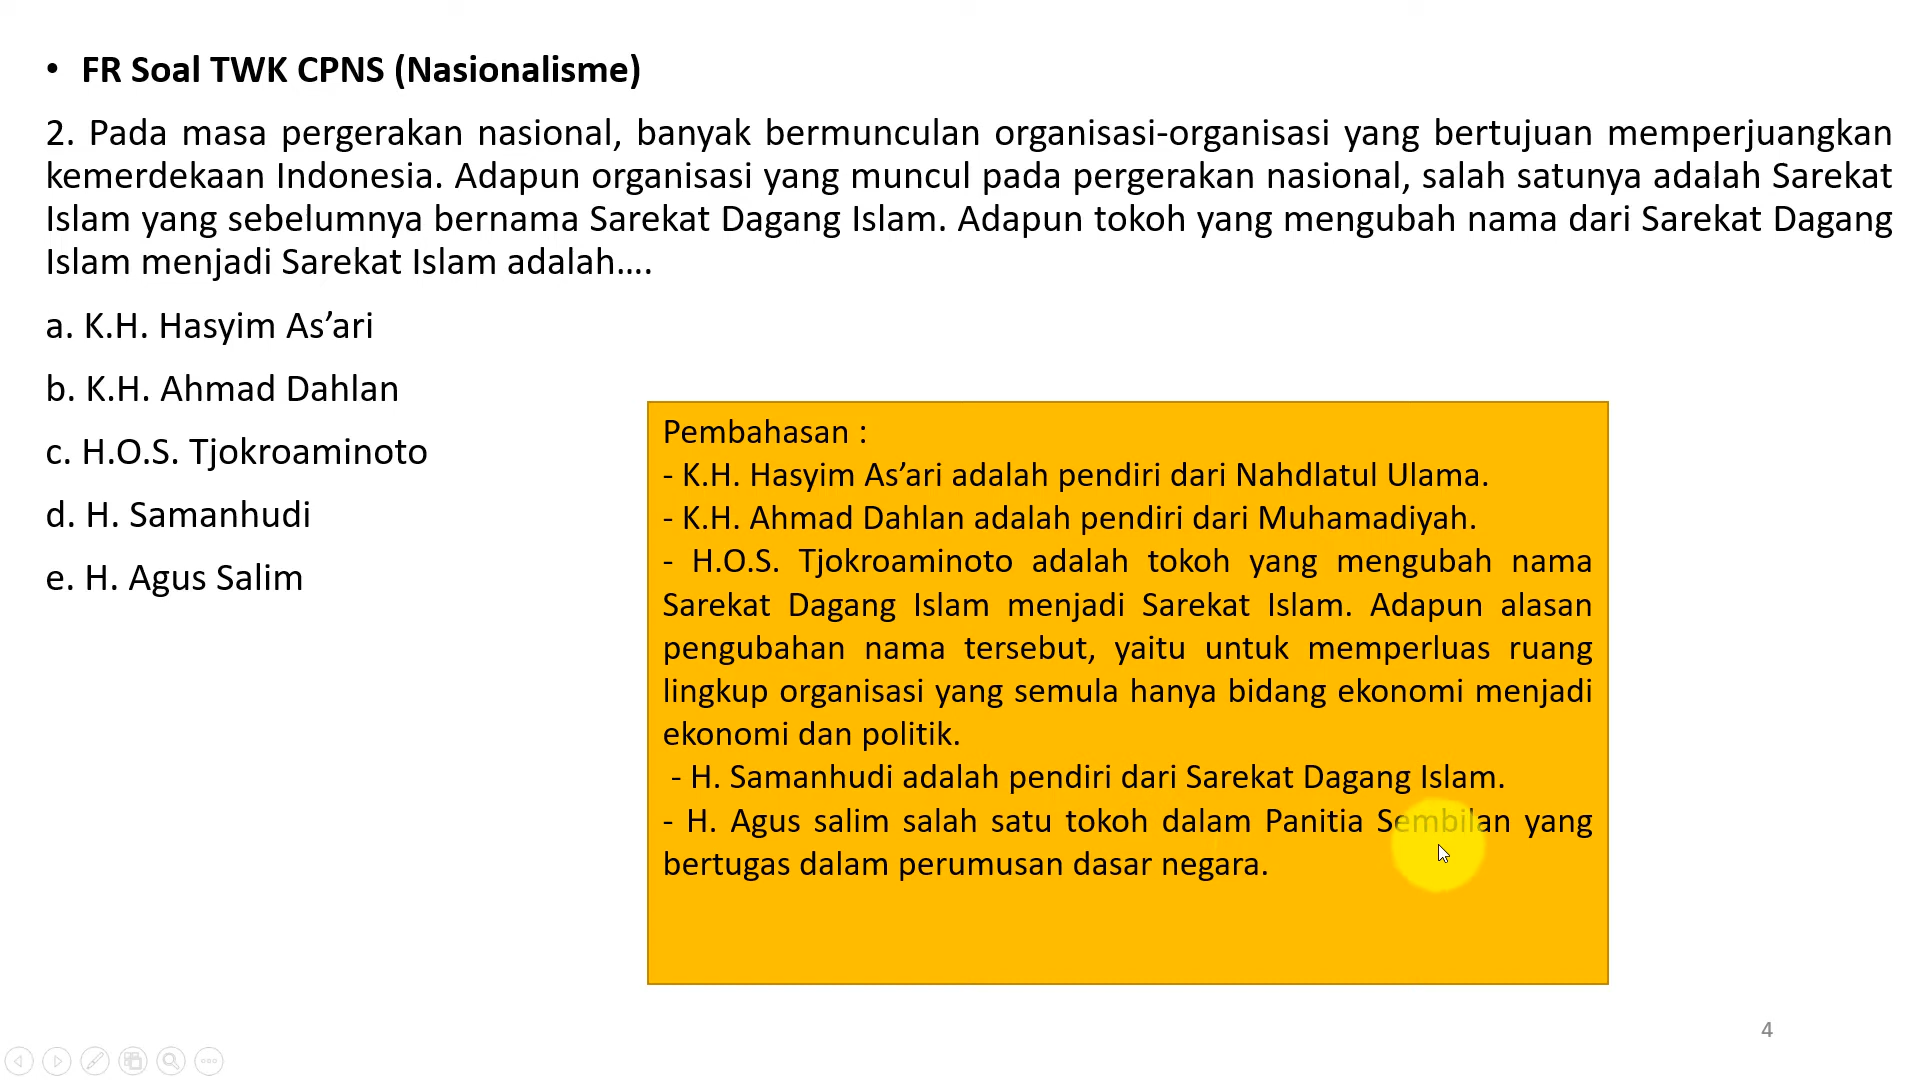 • FR Soal TWK CPNS (Nasionalisme)
2. Pada masa pergerakan nasional, banyak bermunculan organisasi-organisasi yang bertujuan memperjuangkan
kemerdekaan Indonesia. Adapun organisasi yang muncul pada pergerakan nasional, salah satunya adalah Sarekat
Islam yang sebelumnya bernama Sarekat Dagang Islam. Adapun tokoh yang mengubah nama dari Sarekat Dagang
Islam menjadi Sarekat Islam adalah....
a. K.H. Hasyim As’ari
b. K.H. Ahmad Dahlan
c. H.O.S. Tjokroaminoto
d. H. Samanhudi
e. H. Agus Salim
Pembahasan :
- K.H. Hasyim As’ari adalah pendiri dari Nahdlatul Ulama.
- K.H. Ahmad Dahlan adalah pendiri dari Muhamadiyah.
- H.O.S. Tjokroaminoto adalah tokoh yang mengubah nama
Sarekat Dagang Islam menjadi Sarekat Islam. Adapun alasan
pengubahan nama tersebut, yaitu untuk memperluas ruang
lingkup organisasi yang semula hanya bidang ekonomi menjadi
ekonomi dan politik.
- H. Samanhudi adalah pendiri dari Sarekat Dagang Islam.
- H. Agus salim salah satu tokoh dalam Panitia Sembilan yang
bertugas dalam perumusan dasar negara.
4